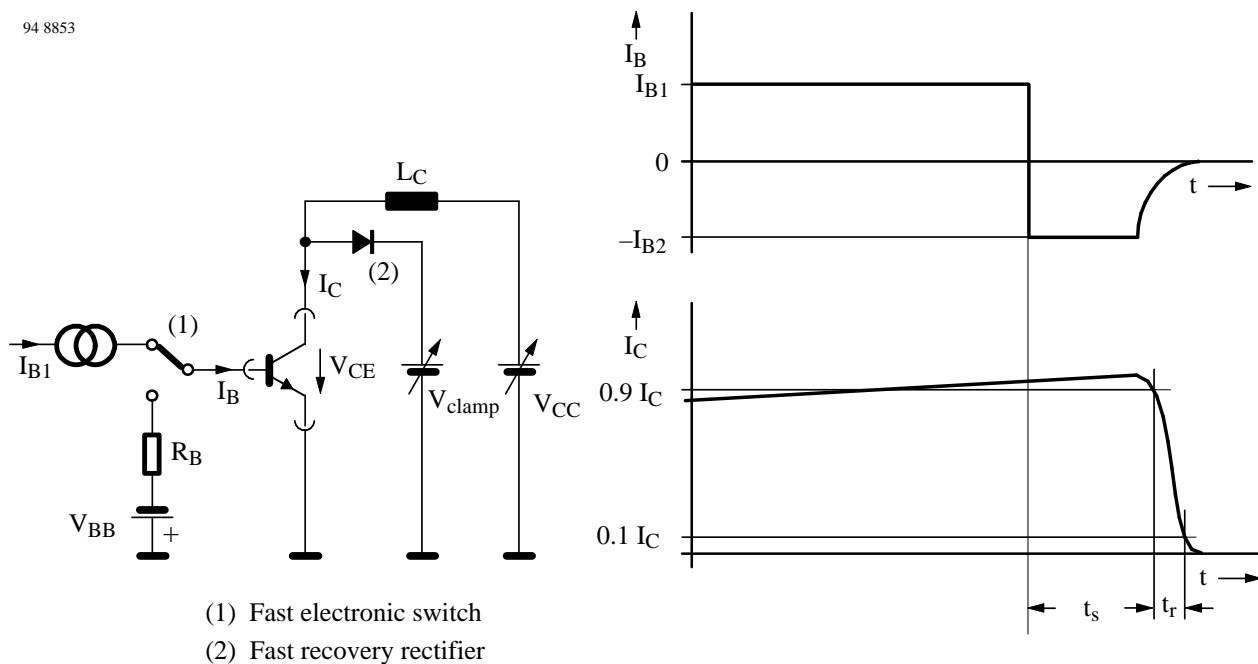 94 8853
I_B
I_B1
0
t
–I_B2
L_C
(2)
I_C
(1)
I_B1
I_B
V_CE
V_clamp
V_CC
R_B
V_BB
+
I_C
0.9 I_C
0.1 I_C
t
t_s
t_r
(1) Fast electronic switch
(2) Fast recovery rectifier